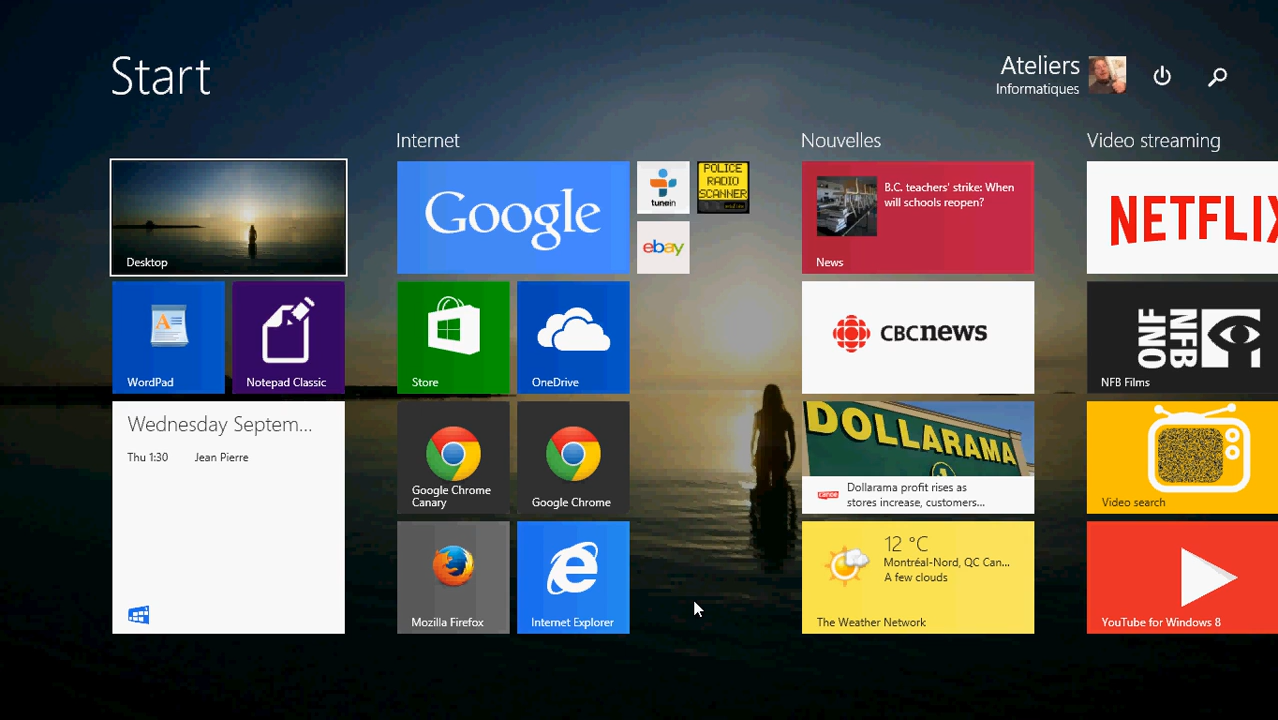 Start
Ateliers
Informatiques
Internet
Nouvelles
Video streaming
Desktop
WordPad
Notepad Classic
Wednesday Septem...
Thu 1:30 Jean Pierre
Google
tunein
POLICE
RADIO
SCANNER
ebay
Store
OneDrive
Google Chrome
Canary
Google Chrome
Mozilla Firefox
Internet Explorer
B.C. teachers' strike: When
will schools reopen?
News
CBCnews
DOLLARAMA
canoe
Dollarama profit rises as
stores increase, customers...
12 °C
Montréal-Nord, QC Can...
A few clouds
The Weather Network
NETFLIX
ONF
NFB
NFB Films
Video search
YouTube for Windows 8